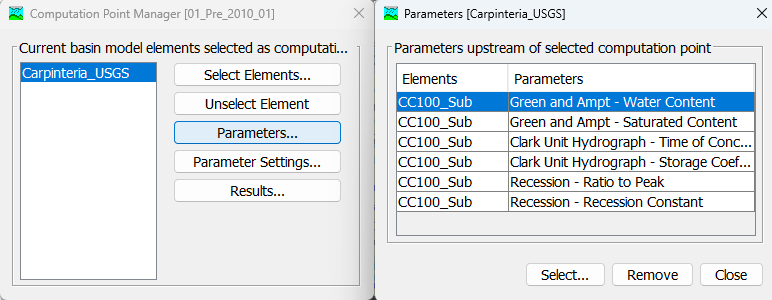 Computation Point Manager [01_Pre_2010_01]
Current basin model elements selected as computati...
Carpinteria_USGS
Select Elements...
Unselect Element
Parameters...
Parameter Settings...
Results...
Parameters [Carpinteria_USGS]
Parameters upstream of selected computation point
Elements Parameters
CC100_Sub Green and Ampt - Water Content
CC100_Sub Green and Ampt - Saturated Content
CC100_Sub Clark Unit Hydrograph - Time of Conc...
CC100_Sub Clark Unit Hydrograph - Storage Coef...
CC100_Sub Recession - Ratio to Peak
CC100_Sub Recession - Recession Constant
Select... Remove Close